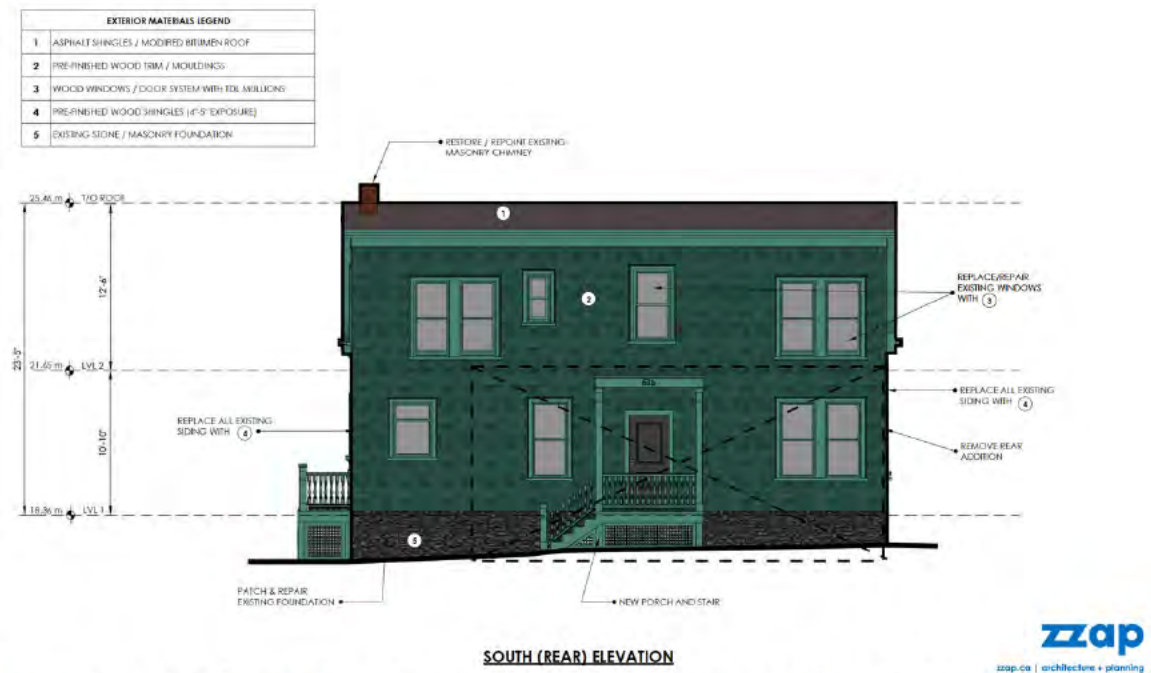 EXTERIOR MATERIALS LEGEND
1 ASPHALT SHINGLES / MODIFIED BITUMEN ROOF
2 PRE-FINISHED WOOD TRIM / MOULDINGS
3 WOOD WINDOWS / DOOR SYSTEM WITH TDL MULLIONS
4 PRE-FINISHED WOOD SHINGLES (4"-5" EXPOSURE)
5 EXISTING STONE / MASONRY FOUNDATION
RESTORE / REPOINT EXISTING
MASONRY CHIMNEY
25.46 m T/O ROOF
1
12'-6"
2
REPLACE/REPAIR
EXISTING WINDOWS
WITH 3
23'-5"
21.65 m LVL 2
REPLACE ALL EXISTING
SIDING WITH 4
REPLACE ALL EXISTING
SIDING WITH 4
10'-10"
REMOVE REAR
ADDITION
18.36 m LVL 1
5
PATCH & REPAIR
EXISTING FOUNDATION
NEW PORCH AND STAIR
SOUTH (REAR) ELEVATION
zzap
zzap.ca | architecture + planning